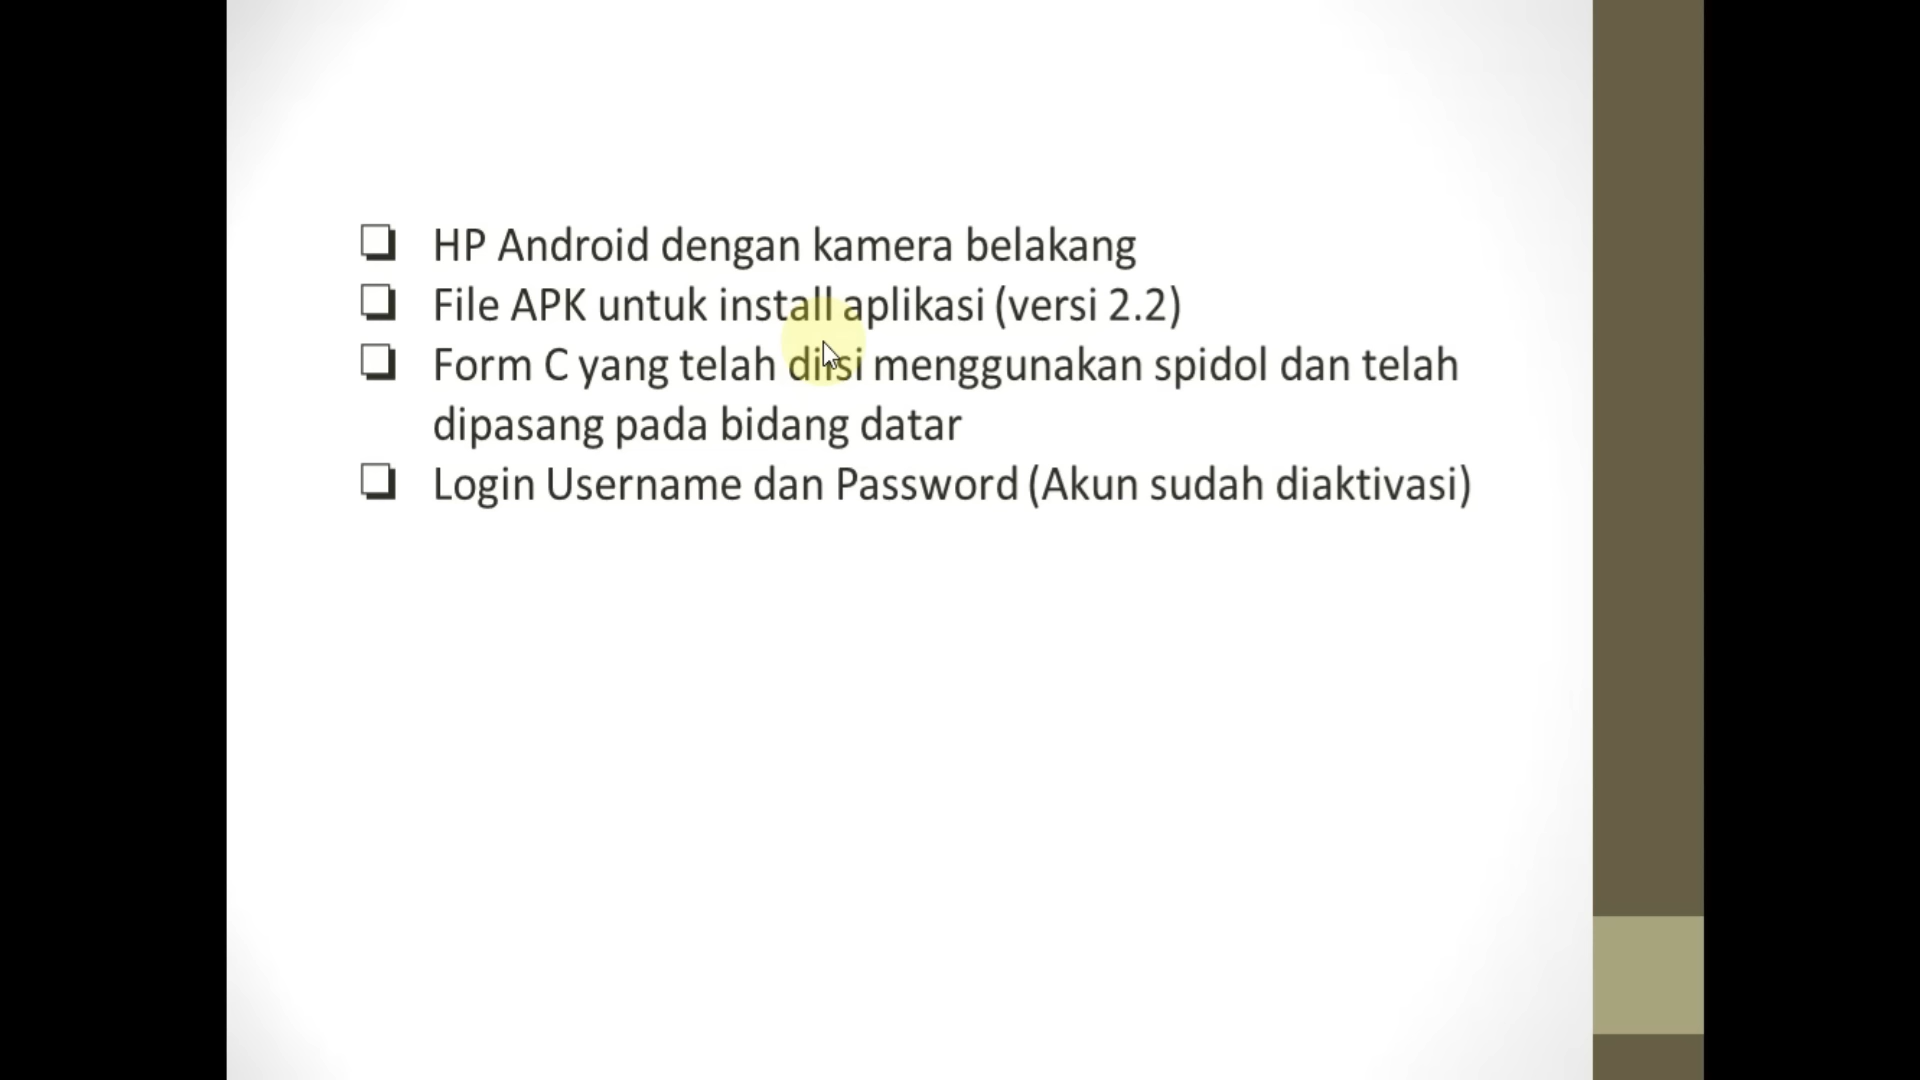 HP Android dengan kamera belakang
File APK untuk install aplikasi (versi 2.2)
Form C yang telah diisi menggunakan spidol dan telah
dipasang pada bidang datar
Login Username dan Password (Akun sudah diaktivasi)